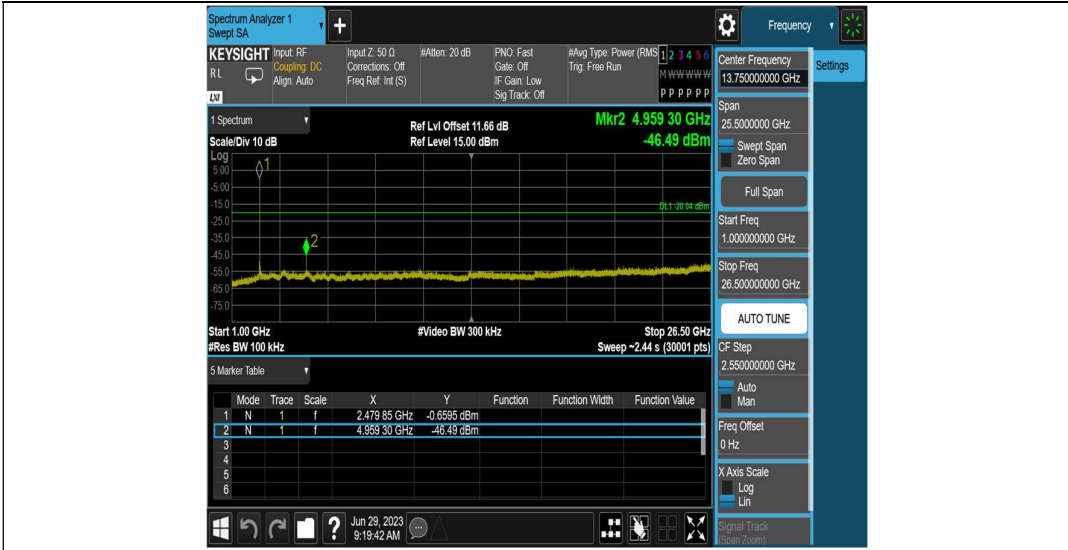 Spectrum Analyzer 1
Swept SA
+
Frequency
KEYSIGHT
RL
LXI
Input: RF
Coupling: DC
Align: Auto
Input Z: 50 Ω
Corrections: Off
Freq Ref: Int (S)
#Atten: 20 dB
PNO: Fast
Gate: Off
IF Gain: Low
Sig Track: Off
#Avg Type: Power (RMS
Trig: Free Run
1 2 3 4 5 6
M W W W W W
P P P P P P
1 Spectrum
Scale/Div 10 dB
Ref Lvl Offset 11.66 dB
Ref Level 15.00 dBm
Mkr2 4.959 30 GHz
-46.49 dBm
Log
5.00
-5.00
-15.0
-25.0
-35.0
-45.0
-55.0
-65.0
-75.0
1
2
DL1 -20.04 dBm
Start 1.00 GHz
#Video BW 300 kHz
Stop 26.50 GHz
#Res BW 100 kHz
Sweep ~2.44 s (30001 pts)
5 Marker Table
Mode Trace Scale X Y Function Function Width Function Value
1 N 1 f 2.479 85 GHz -0.6595 dBm
2 N 1 f 4.959 30 GHz -46.49 dBm
3
4
5
6
?
Jun 29, 2023
9:19:42 AM
Center Frequency
13.750000000 GHz
Settings
Span
25.5000000 GHz
Swept Span
Zero Span
Full Span
Start Freq
1.000000000 GHz
Stop Freq
26.500000000 GHz
AUTO TUNE
CF Step
2.550000000 GHz
Auto
Man
Freq Offset
0 Hz
X Axis Scale
Log
Lin
Signal Track
(Span Zoom)